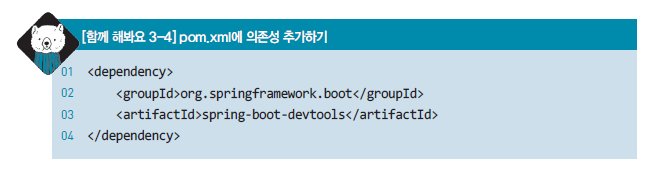 [함께 해봐요 3-4] pom.xml에 의존성 추가하기
01 <dependency>
02     <groupId>org.springframework.boot</groupId>
03     <artifactId>spring-boot-devtools</artifactId>
04 </dependency>